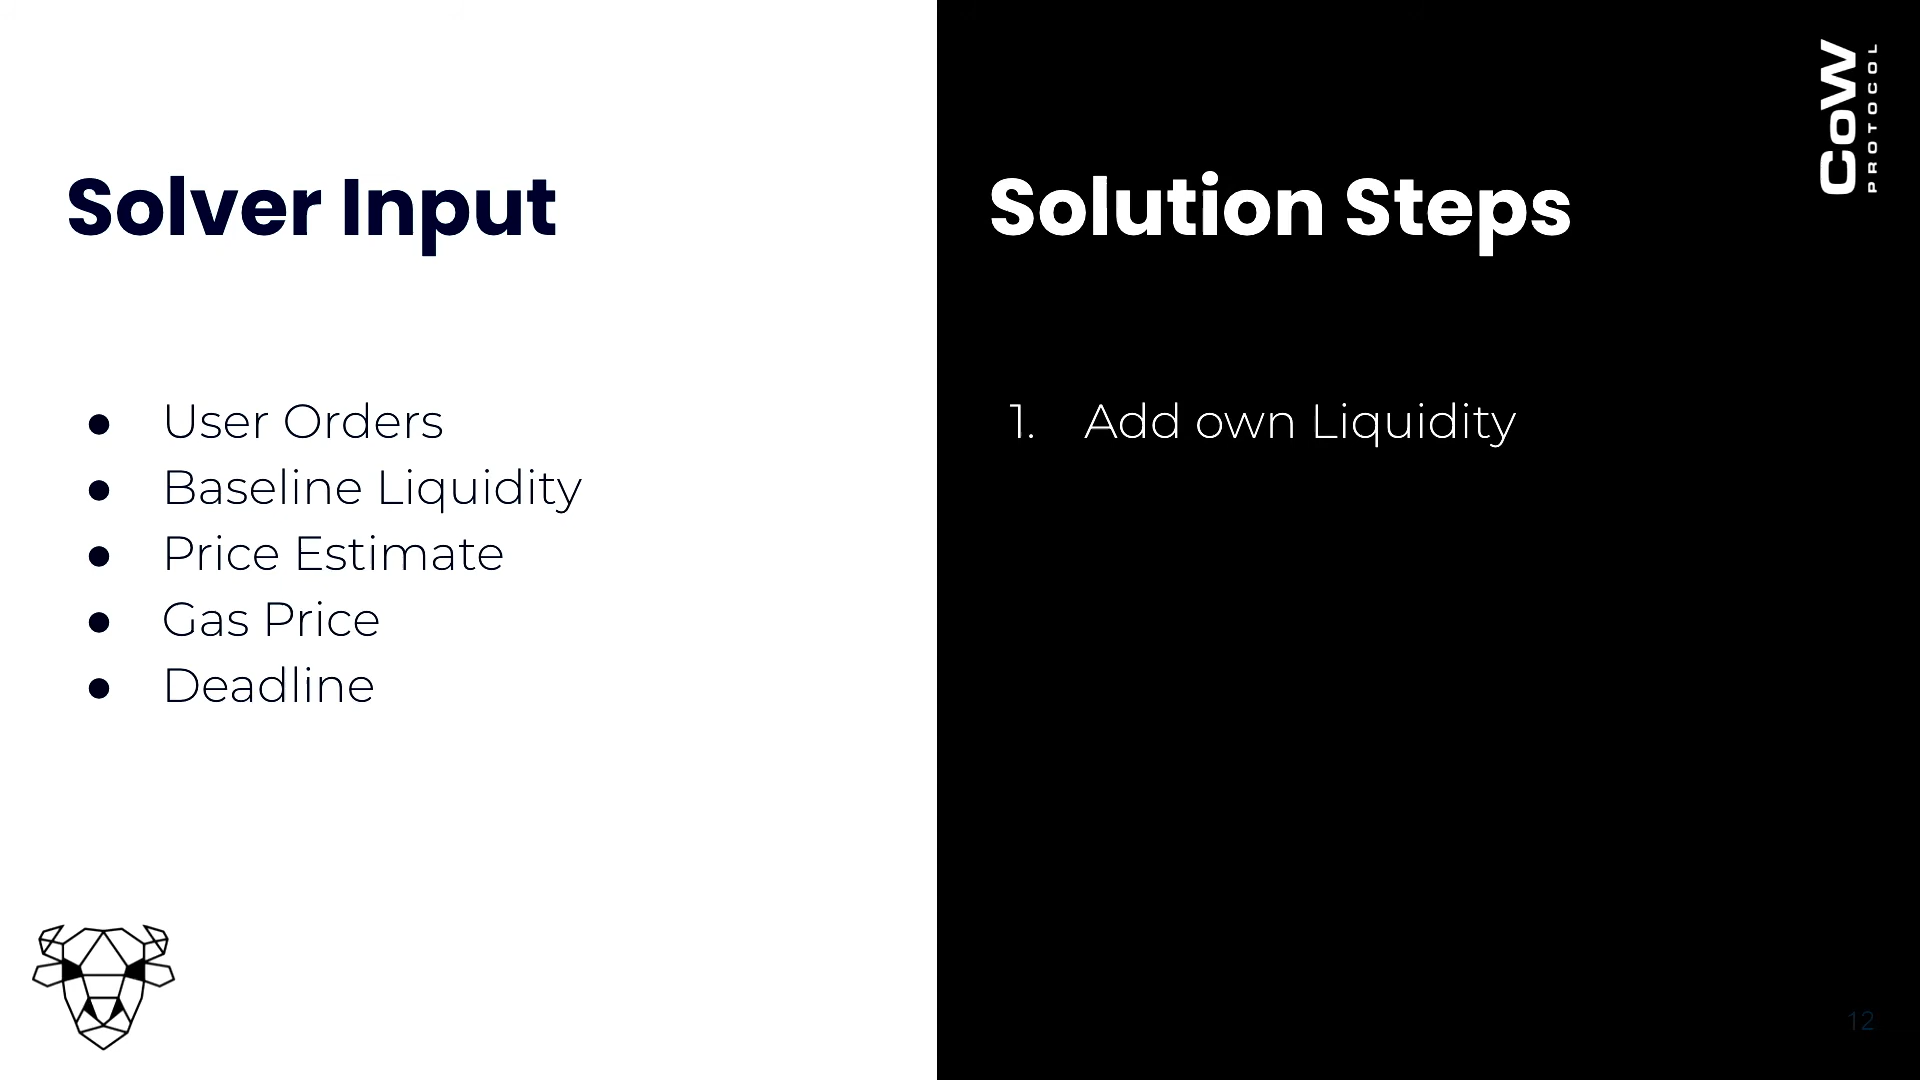 Solver Input
● User Orders
● Baseline Liquidity
● Price Estimate
● Gas Price
● Deadline
Solution Steps
1. Add own Liquidity
CoW
PROTOCOL
12